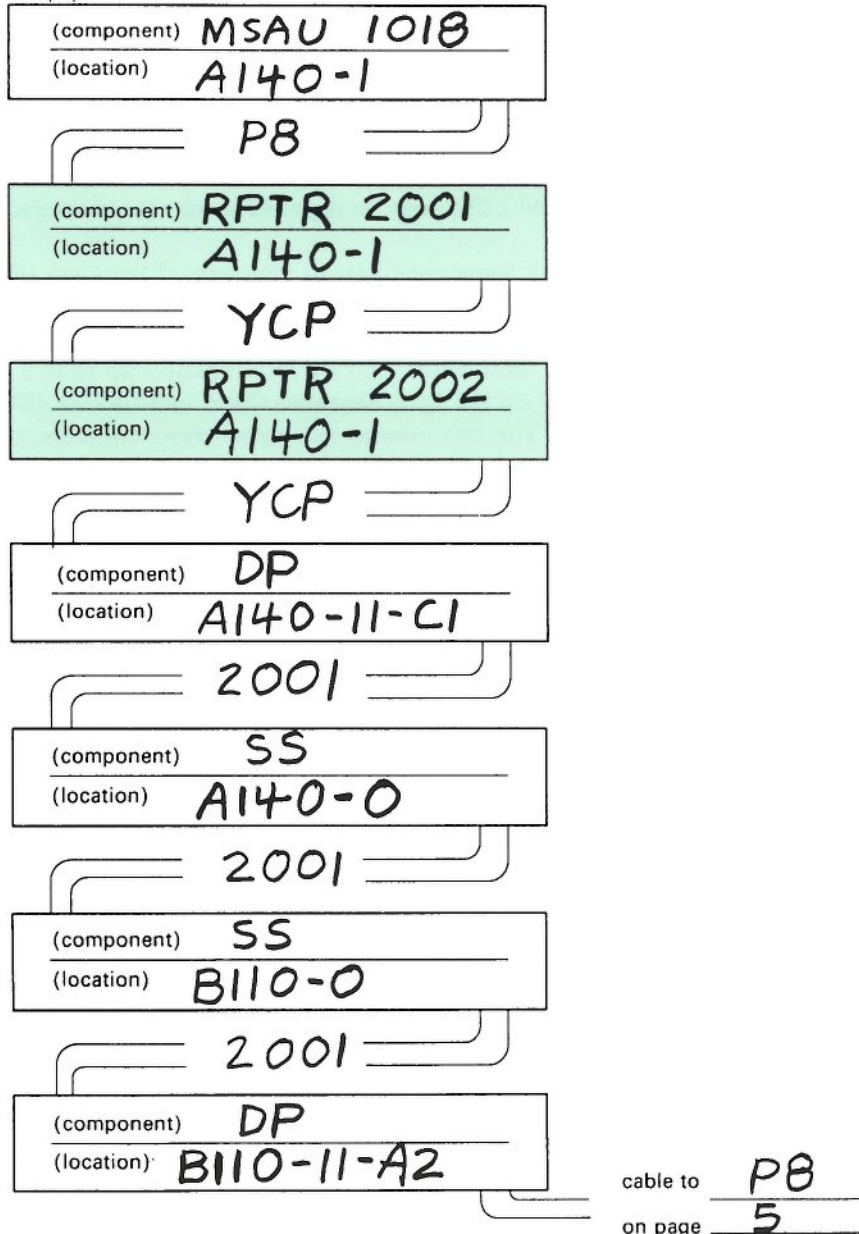 (component) MSAU 1018
(location) A140-1
P8
(component) RPTR 2001
(location) A140-1
YCP
(component) RPTR 2002
(location) A140-1
YCP
(component) DP
(location) A140-11-C1
2001
(component) SS
(location) A140-0
2001
(component) SS
(location) B110-0
2001
(component) DP
(location) B110-11-A2
cable to P8
on page 5